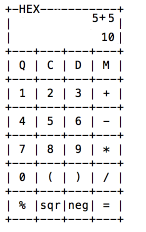 +-HEX--------------+
5+5
10|
+---+---+---+---+
| Q | C | D | M |
+---+---+---+---+
| 1 | 2 | 3 | + |
+---+---+---+---+
| 4 | 5 | 6 | - |
+---+---+---+---+
| 7 | 8 | 9 | * |
+---+---+---+---+
| 0 | ( | ) | / |
+---+---+---+---+
| % |sqr|neg| = |
+---+---+---+---+